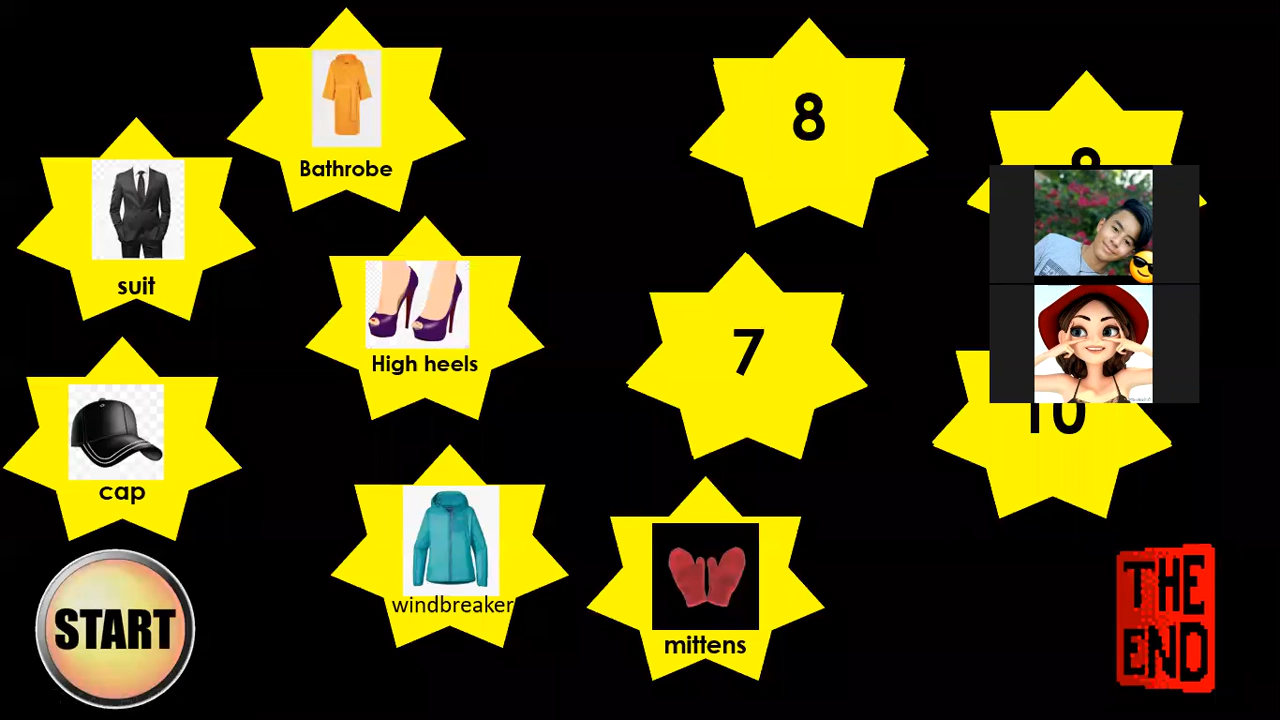 Bathrobe
8
suit
High heels
7
cap
10
windbreaker
mittens
START
THE
END